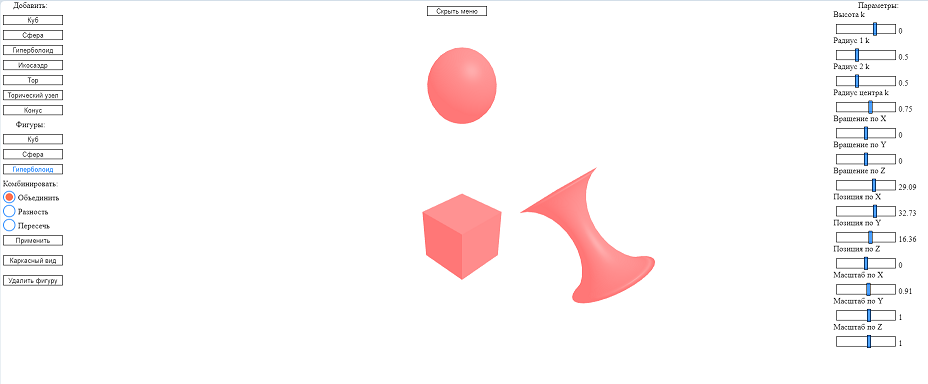 Добавить:
Куб
Сфера
Гиперболоид
Икосаэдр
Тор
Торический узел
Конус
Фигуры:
Куб
Сфера
Гиперболоид
Комбинировать:
Объединить
Разность
Пересечь
Применить
Каркасный вид
Удалить фигуру
Скрыть меню
Параметры:
Высота k
0
Радиус 1 k
0.5
Радиус 2 k
0.5
Радиус центра k
0.75
Вращение по X
0
Вращение по Y
0
Вращение по Z
29.09
Позиция по X
32.73
Позиция по Y
16.36
Позиция по Z
0
Масштаб по X
0.91
Масштаб по Y
1
Масштаб по Z
1